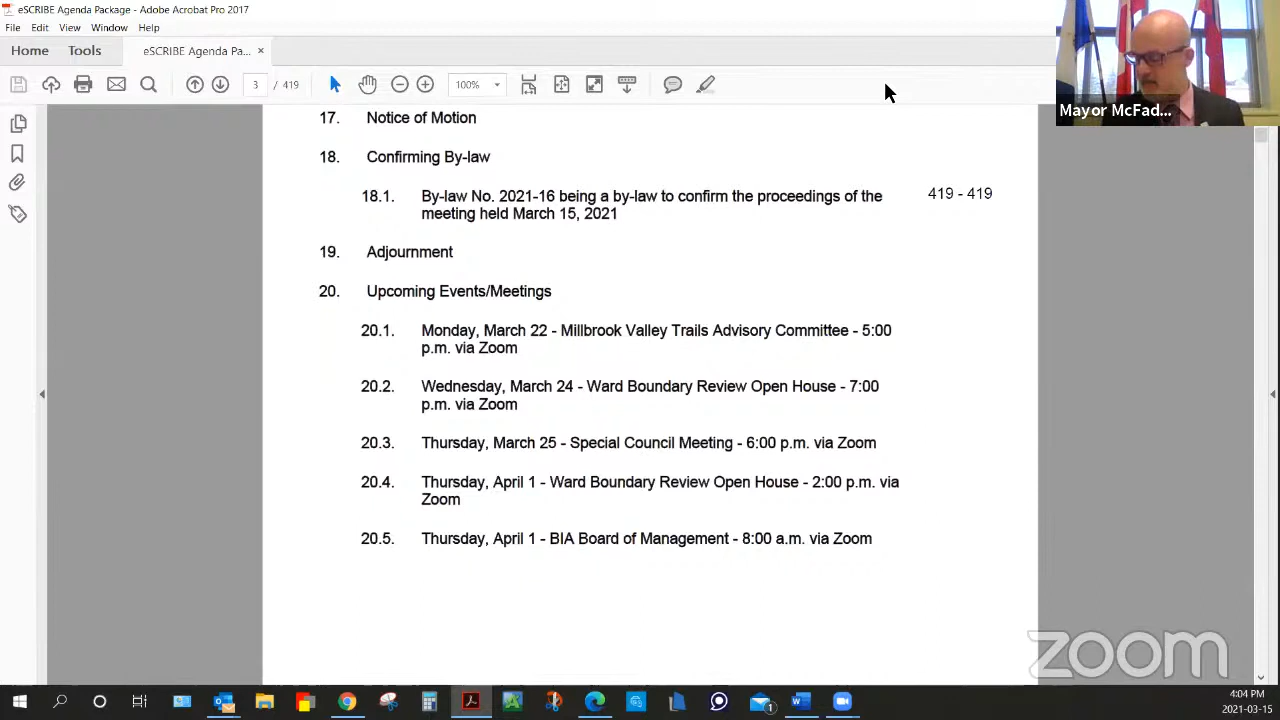 eSCRIBE Agenda Package - Adobe Acrobat Pro 2017
File Edit View Window Help
Home Tools eSCRIBE Agenda Pa... ×
3 / 419 100%
Mayor McFad...
17. Notice of Motion
18. Confirming By-law
18.1. By-law No. 2021-16 being a by-law to confirm the proceedings of the 419 - 419
meeting held March 15, 2021
19. Adjournment
20. Upcoming Events/Meetings
20.1. Monday, March 22 - Millbrook Valley Trails Advisory Committee - 5:00
p.m. via Zoom
20.2. Wednesday, March 24 - Ward Boundary Review Open House - 7:00
p.m. via Zoom
20.3. Thursday, March 25 - Special Council Meeting - 6:00 p.m. via Zoom
20.4. Thursday, April 1 - Ward Boundary Review Open House - 2:00 p.m. via
Zoom
20.5. Thursday, April 1 - BIA Board of Management - 8:00 a.m. via Zoom
zoom
4:04 PM
2021-03-15